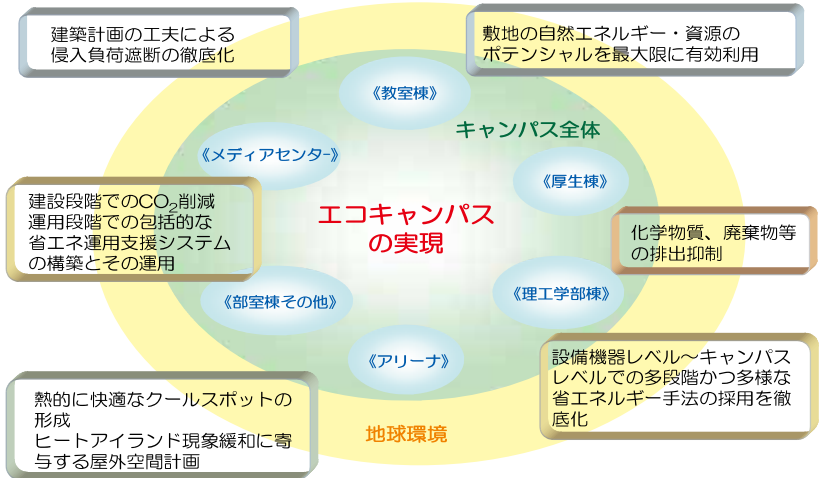 建築計画の工夫による
侵入負荷遮断の徹底化
敷地の自然エネルギー・資源の
ポテンシャルを最大限に有効利用
《教室棟》
キャンパス全体
《メディアセンター》
《厚生棟》
建設段階でのCO2削減
運用段階での包括的な
省エネ運用支援システム
の構築とその運用
エコキャンパス
の実現
化学物質、廃棄物等
の排出抑制
《部室棟その他》
《理工学部棟》
《アリーナ》
設備機器レベル~キャンパス
レベルでの多段階かつ多様な
省エネルギー手法の採用を徹
底化
熱的に快適なクールスポットの
形成
ヒートアイランド現象緩和に寄
与する屋外空間計画
地球環境